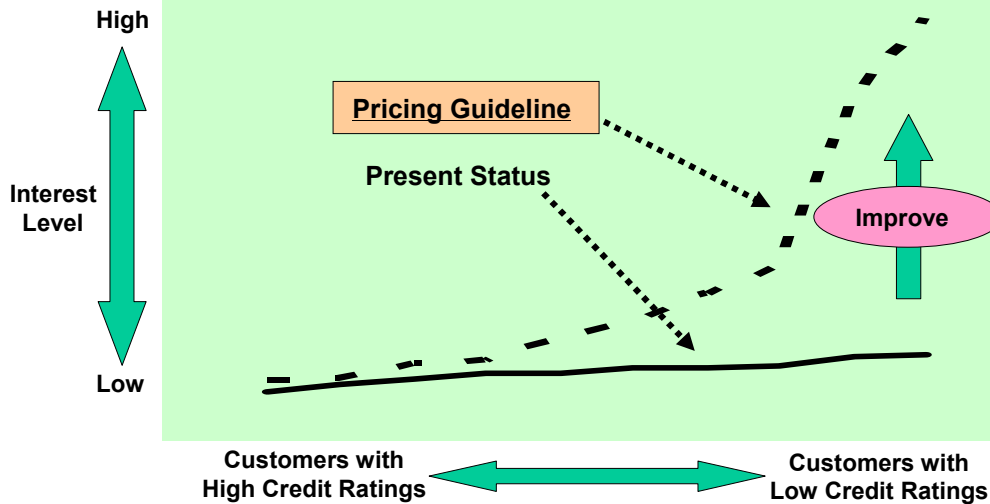 High
Pricing Guideline
Present Status
Interest
Level
Improve
Low
Customers with
High Credit Ratings
Customers with
Low Credit Ratings